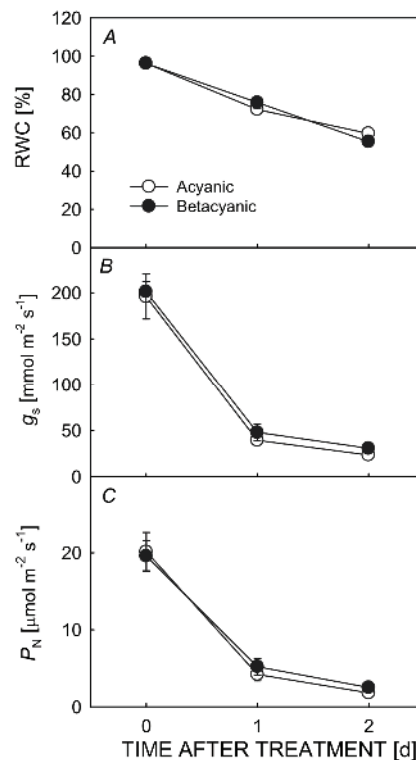 120
A
100
80
60
40
20
0
RWC [%]
Acyanic
Betacyanic
B
200
150
100
50
0
gs [mmol m-2 s-1]
C
20
10
0
PN [µmol m-2 s-1]
0 1 2
TIME AFTER TREATMENT [d]